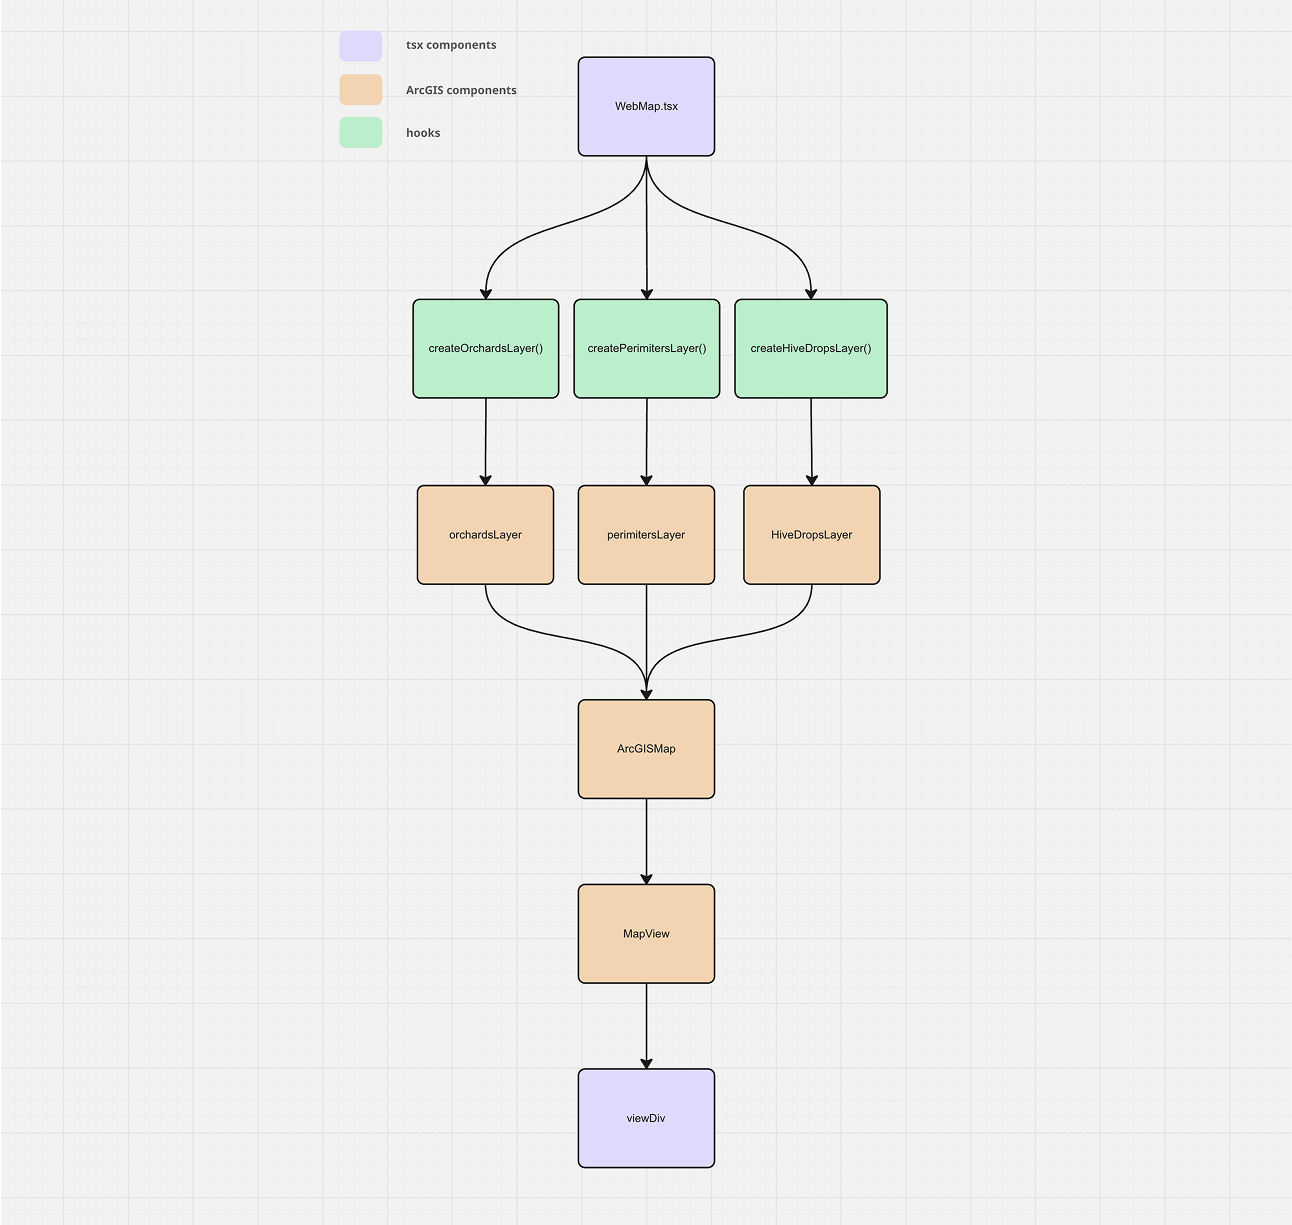 tsx components
ArcGIS components
hooks
WebMap.tsx
createOrchardsLayer()
createPerimitersLayer()
createHiveDropsLayer()
orchardsLayer
perimitersLayer
HiveDropsLayer
ArcGISMap
MapView
viewDiv